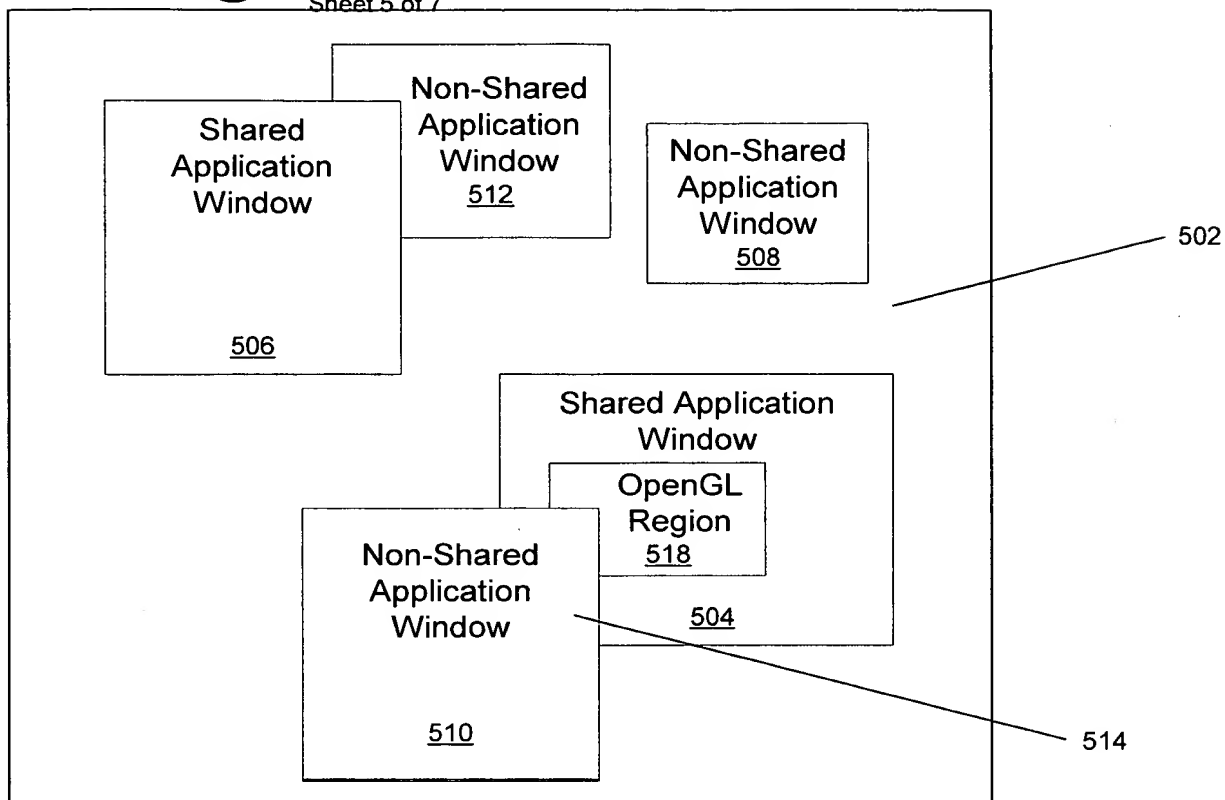 Sheet 5 of 7
Non-Shared
Application
Window
512
Shared
Application
Window
506
Non-Shared
Application
Window
508
502
Shared Application
Window
OpenGL
Region
518
504
Non-Shared
Application
Window
510
514